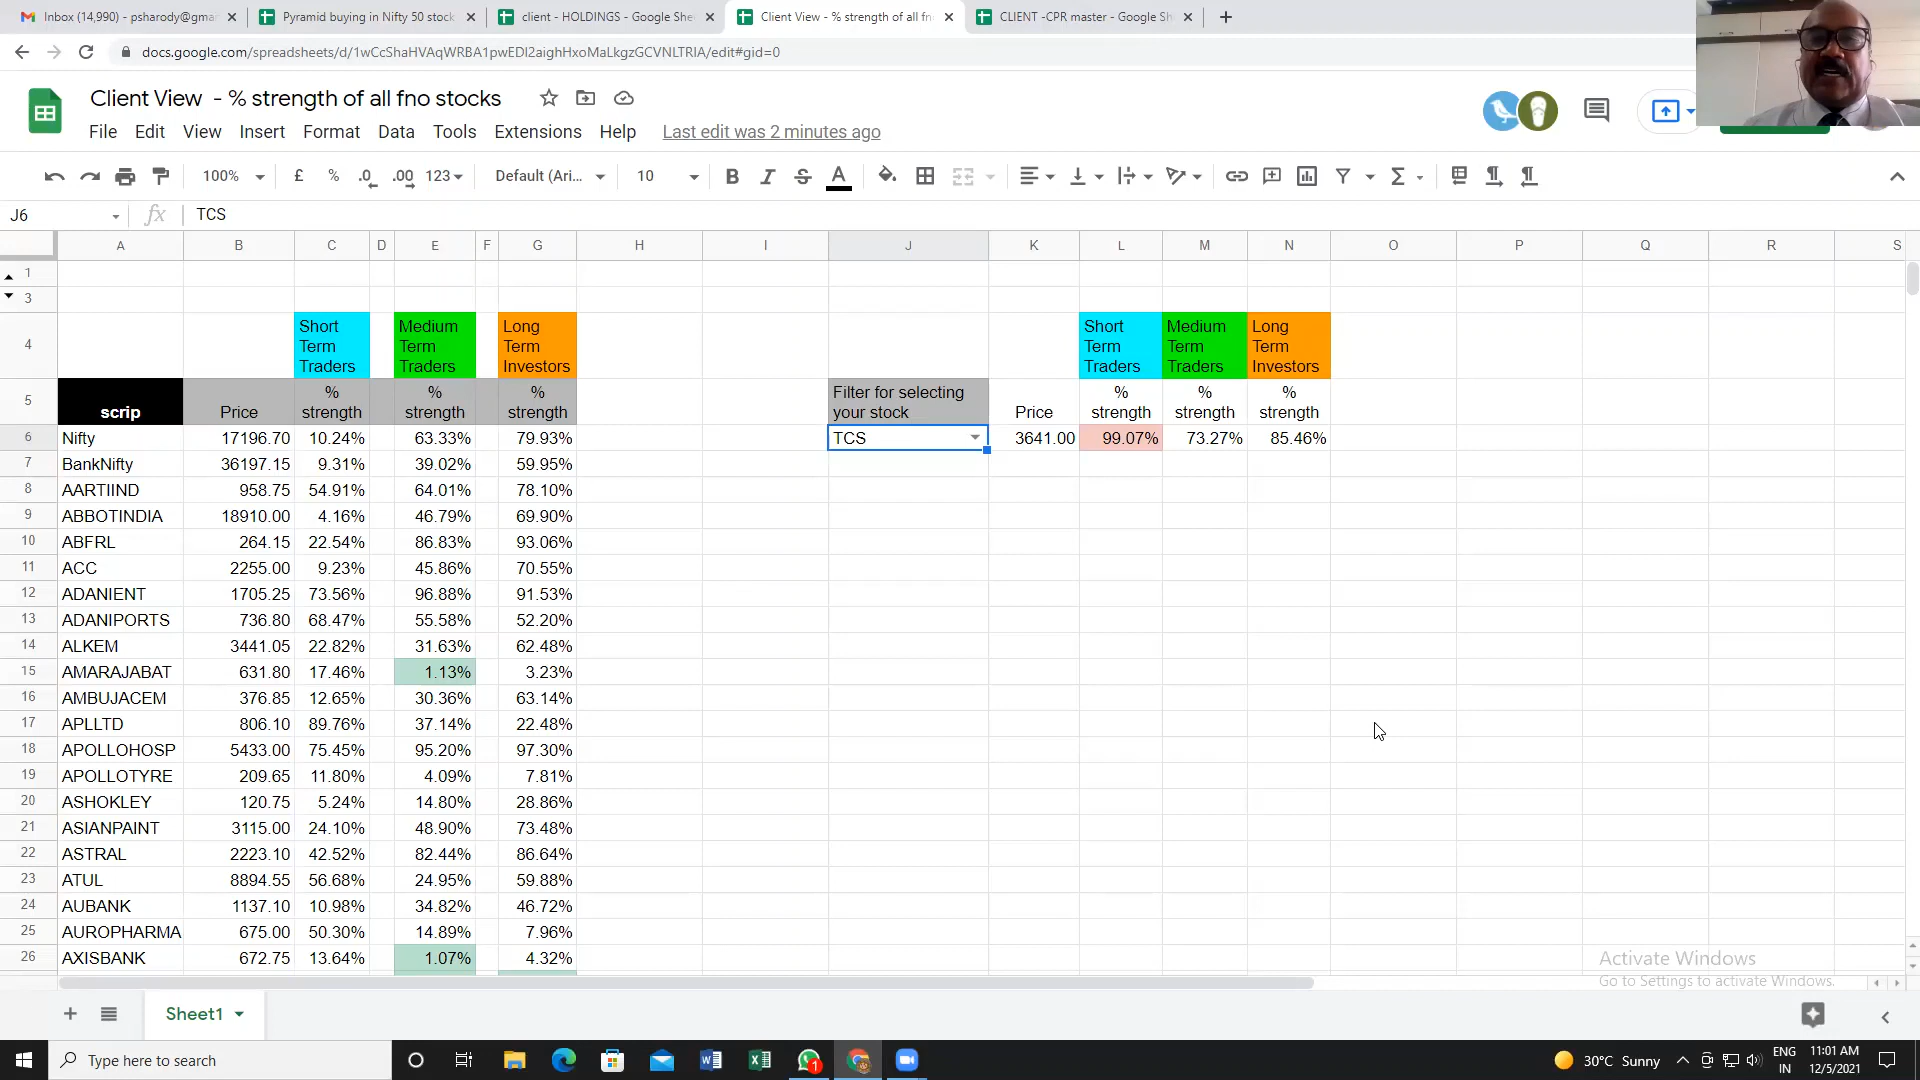 Inbox (14,990) - psharody@gmai
Pyramid buying in Nifty 50 stock
client - HOLDINGS - Google Shee
Client View - % strength of all fn
CLIENT -CPR master - Google Sh
docs.google.com/spreadsheets/d/1wCcShaHVAqWRBA1pwEDI2aighHxoMaLkgzGCVNLTRIA/edit#gid=0
Client View - % strength of all fno stocks
File Edit View Insert Format Data Tools Extensions Help Last edit was 2 minutes ago
100% £ % .0 .00 123 Default (Ari... 10 B I S A
J6 fx TCS
A B C D E F G H I J K L M N O P Q R S
1
3
4 Short Term Traders Medium Term Traders Long Term Investors Short Term Traders Medium Term Traders Long Term Investors
5 scrip Price % strength % strength % strength Filter for selecting your stock Price % strength % strength % strength
6 Nifty 17196.70 10.24% 63.33% 79.93% TCS 3641.00 99.07% 73.27% 85.46%
7 BankNifty 36197.15 9.31% 39.02% 59.95%
8 AARTIIND 958.75 54.91% 64.01% 78.10%
9 ABBOTINDIA 18910.00 4.16% 46.79% 69.90%
10 ABFRL 264.15 22.54% 86.83% 93.06%
11 ACC 2255.00 9.23% 45.86% 70.55%
12 ADANIENT 1705.25 73.56% 96.88% 91.53%
13 ADANIPORTS 736.80 68.47% 55.58% 52.20%
14 ALKEM 3441.05 22.82% 31.63% 62.48%
15 AMARAJABAT 631.80 17.46% 1.13% 3.23%
16 AMBUJACEM 376.85 12.65% 30.36% 63.14%
17 APLLTD 806.10 89.76% 37.14% 22.48%
18 APOLLOHOSP 5433.00 75.45% 95.20% 97.30%
19 APOLLOTYRE 209.65 11.80% 4.09% 7.81%
20 ASHOKLEY 120.75 5.24% 14.80% 28.86%
21 ASIANPAINT 3115.00 24.10% 48.90% 73.48%
22 ASTRAL 2223.10 42.52% 82.44% 86.64%
23 ATUL 8894.55 56.68% 24.95% 59.88%
24 AUBANK 1137.10 10.98% 34.82% 46.72%
25 AUROPHARMA 675.00 50.30% 14.89% 7.96%
26 AXISBANK 672.75 13.64% 1.07% 4.32%
Activate Windows
Go to Settings to activate Windows.
Sheet1
Type here to search
1
30°C Sunny
ENG
IN
11:01 AM
12/5/2021